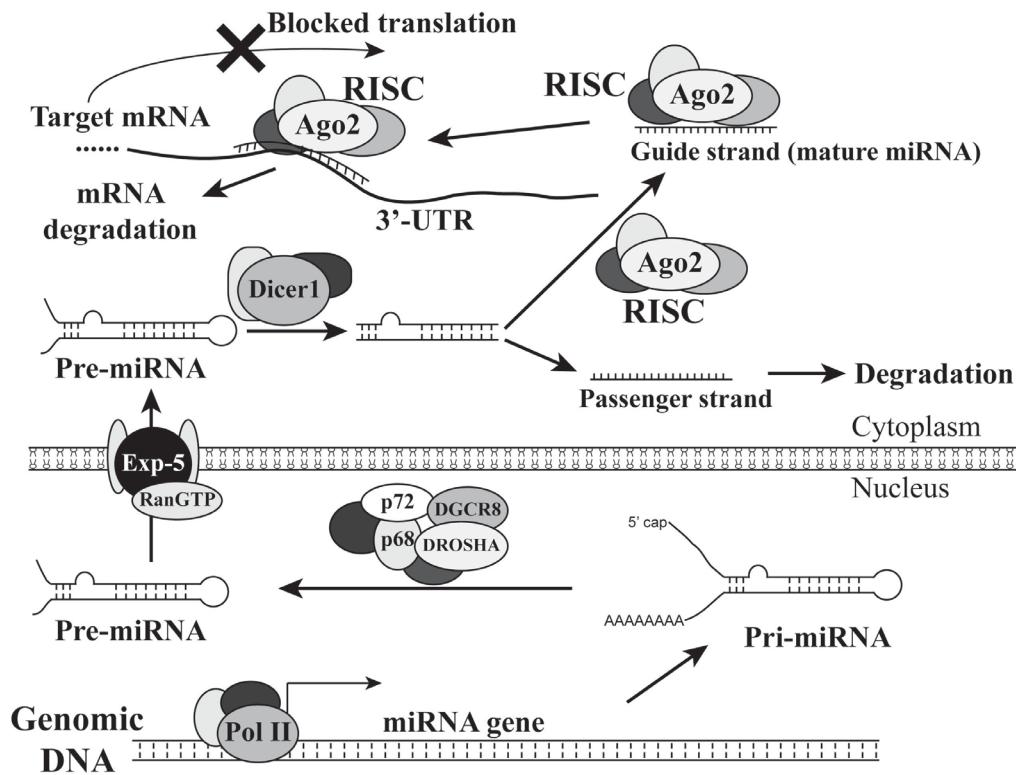 Blocked translation
RISC
Ago2
Target mRNA
RISC
Ago2
Guide strand (mature miRNA)
mRNA
degradation
3’-UTR
Ago2
RISC
Dicer1
Pre-miRNA
Passenger strand
Degradation
Cytoplasm
Exp-5
RanGTP
Nucleus
p72
DGCR8
p68
DROSHA
5' cap
Pre-miRNA
AAAAAAAA
Pri-miRNA
Genomic
DNA
Pol II
miRNA gene